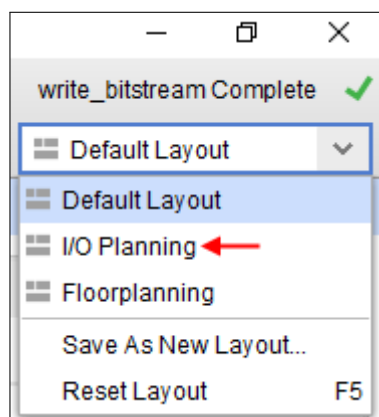 write_bitstream Complete
Default Layout
Default Layout
I/O Planning
Floorplanning
Save As New Layout...
Reset Layout F5